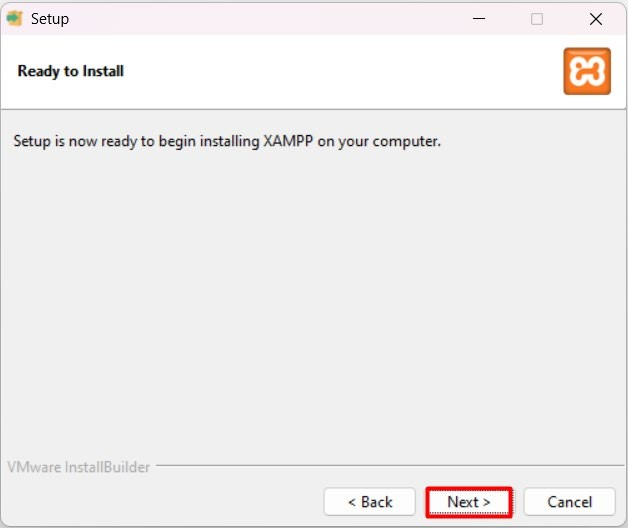 Setup
Ready to Install
Setup is now ready to begin installing XAMPP on your computer.
VMware InstallBuilder
< Back
Next >
Cancel